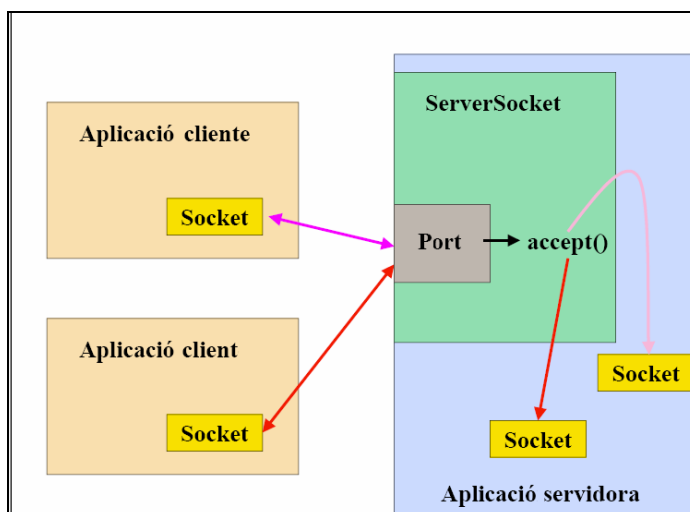 Aplicació cliente
Socket
Aplicació client
Socket
ServerSocket
Port
accept()
Socket
Socket
Aplicació servidora